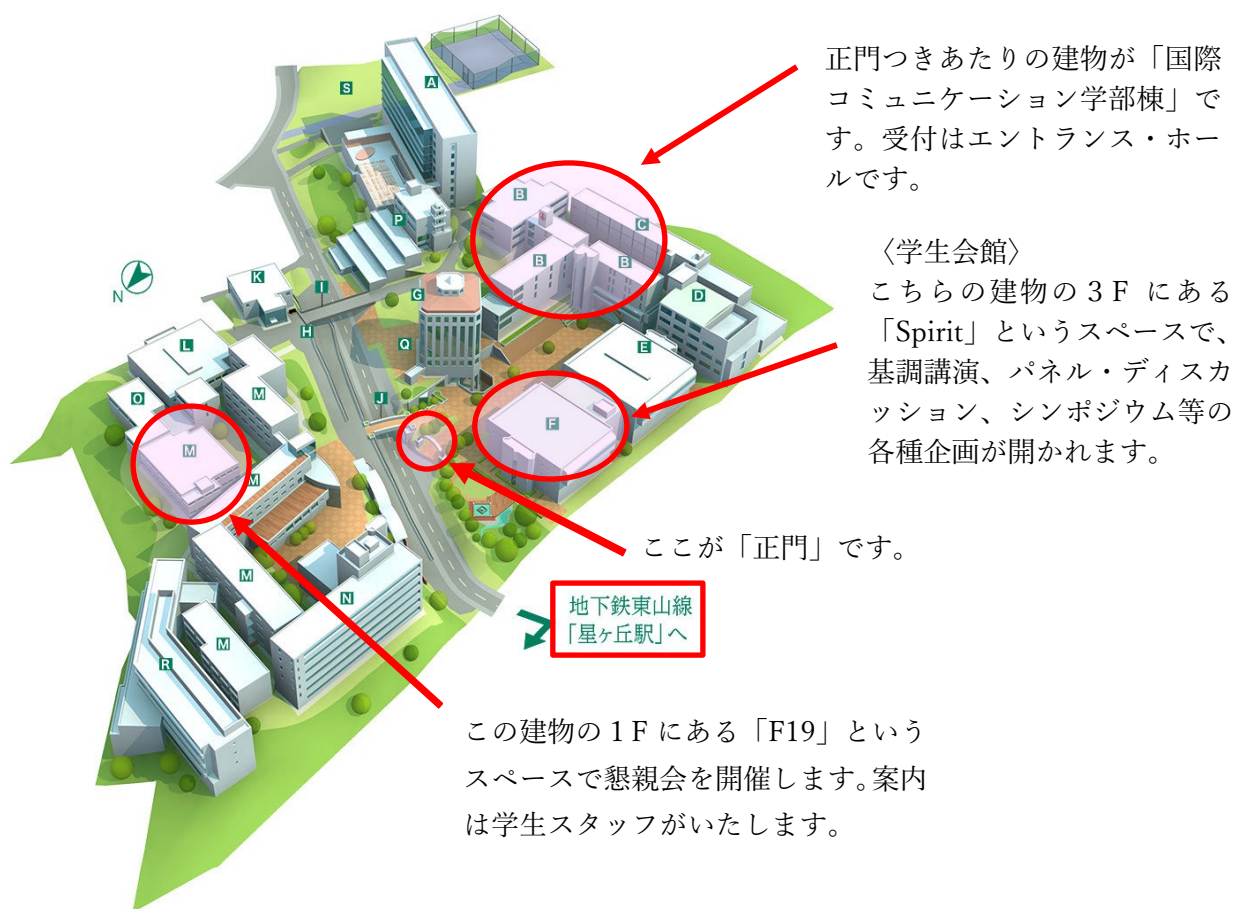 正門つきあたりの建物が「国際
コミュニケーション学部棟」で
す。受付はエントランス・ホー
ルです。
〈学生会館〉
こちらの建物の３F にある
「Spirit」というスペースで、
基調講演、パネル・ディスカ
ッション、シンポジウム等の
各種企画が開かれます。
S
A
B
C
P
K
I
B
B
N
G
D
H
Q
E
L
O
M
J
F
M
M
ここが「正門」です。
M
N
地下鉄東山線
「星ヶ丘駅」へ
M
R
この建物の１F にある「F19」という
スペースで懇親会を開催します。案内
は学生スタッフがいたします。